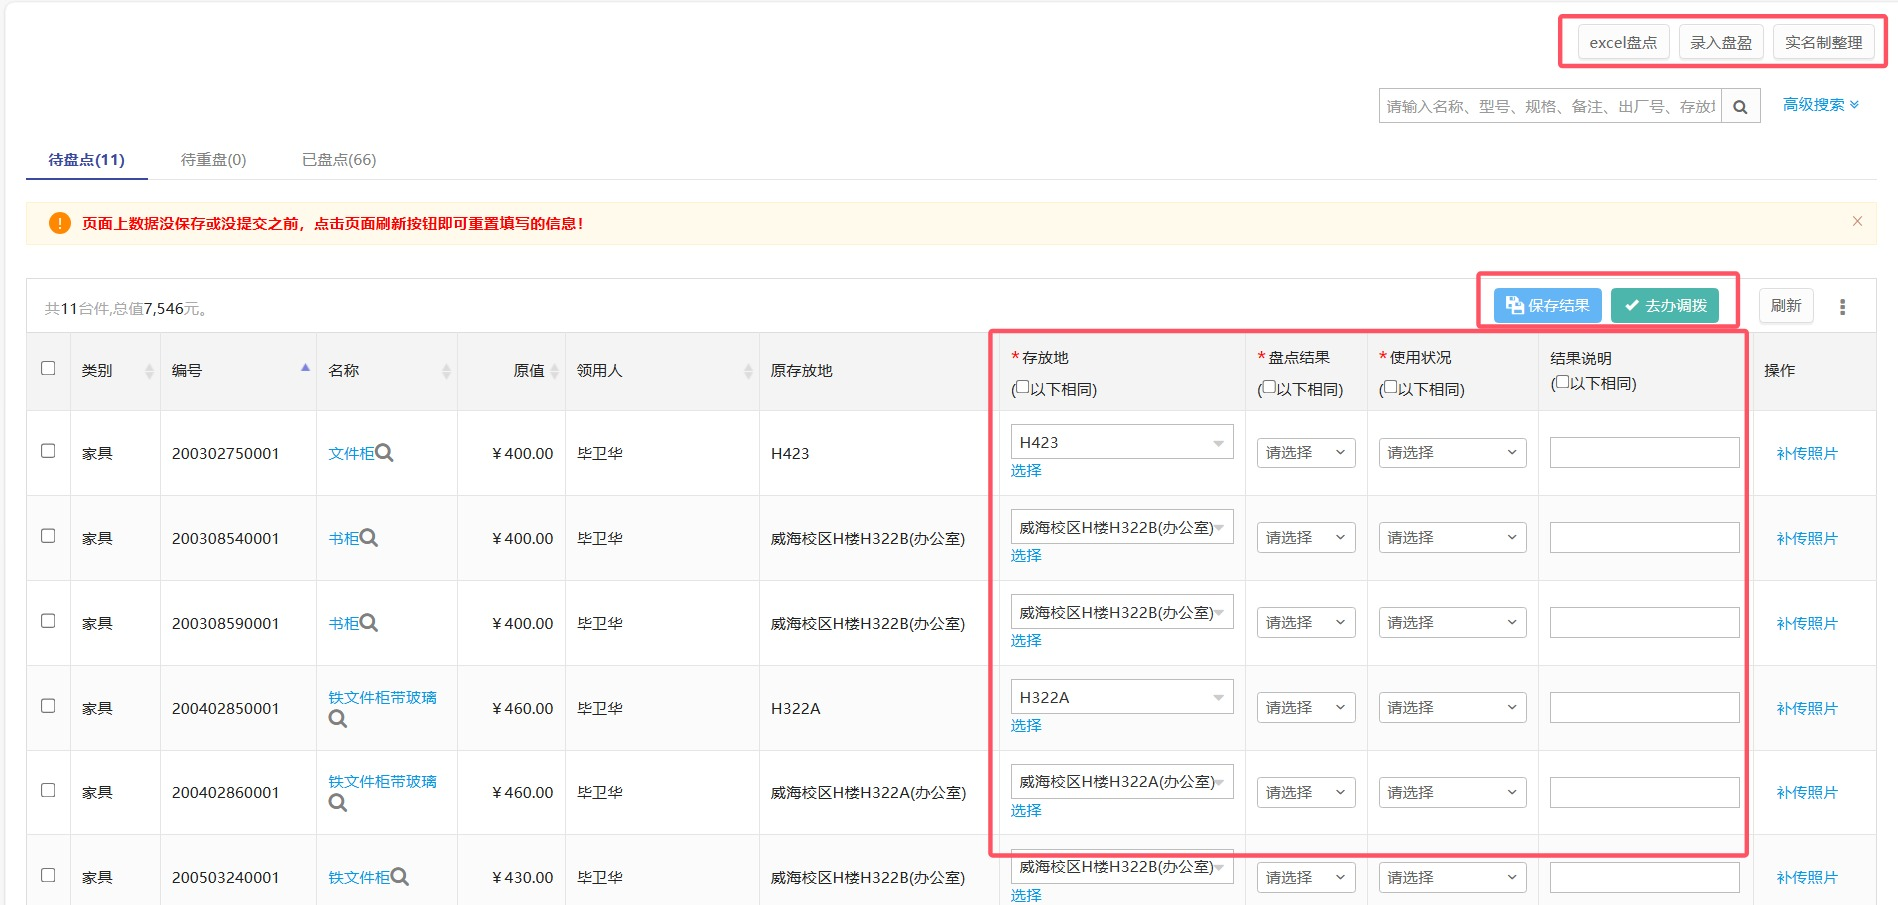 excel盘点 录入盘盈 实名制整理
请输入名称、型号、规格、备注、出厂号、存放 高级搜索
待盘点(11) 待重盘(0) 已盘点(66)
页面上数据没保存或没提交之前，点击页面刷新按钮即可重置填写的信息！
共11台件,总值7,546元。 保存结果 去办调拨 刷新
类别 编号 名称 原值 领用人 原存放地 *存放地 *盘点结果 *使用状况 结果说明 操作
(以下相同) (以下相同) (以下相同) (以下相同)
家具 200302750001 文件柜 ￥400.00 毕卫华 H423 H423 请选择 请选择 补传照片
选择
家具 200308540001 书柜 ￥400.00 毕卫华 威海校区H楼H322B(办公室) 威海校区H楼H322B(办公室) 请选择 请选择 补传照片
选择
家具 200308590001 书柜 ￥400.00 毕卫华 威海校区H楼H322B(办公室) 威海校区H楼H322B(办公室) 请选择 请选择 补传照片
选择
家具 200402850001 铁文件柜带玻璃 ￥460.00 毕卫华 H322A H322A 请选择 请选择 补传照片
选择
家具 200402860001 铁文件柜带玻璃 ￥460.00 毕卫华 威海校区H楼H322A(办公室) 威海校区H楼H322A(办公室) 请选择 请选择 补传照片
选择
家具 200503240001 铁文件柜 ￥430.00 毕卫华 威海校区H楼H322B(办公室) 威海校区H楼H322B(办公室) 请选择 请选择 补传照片
选择